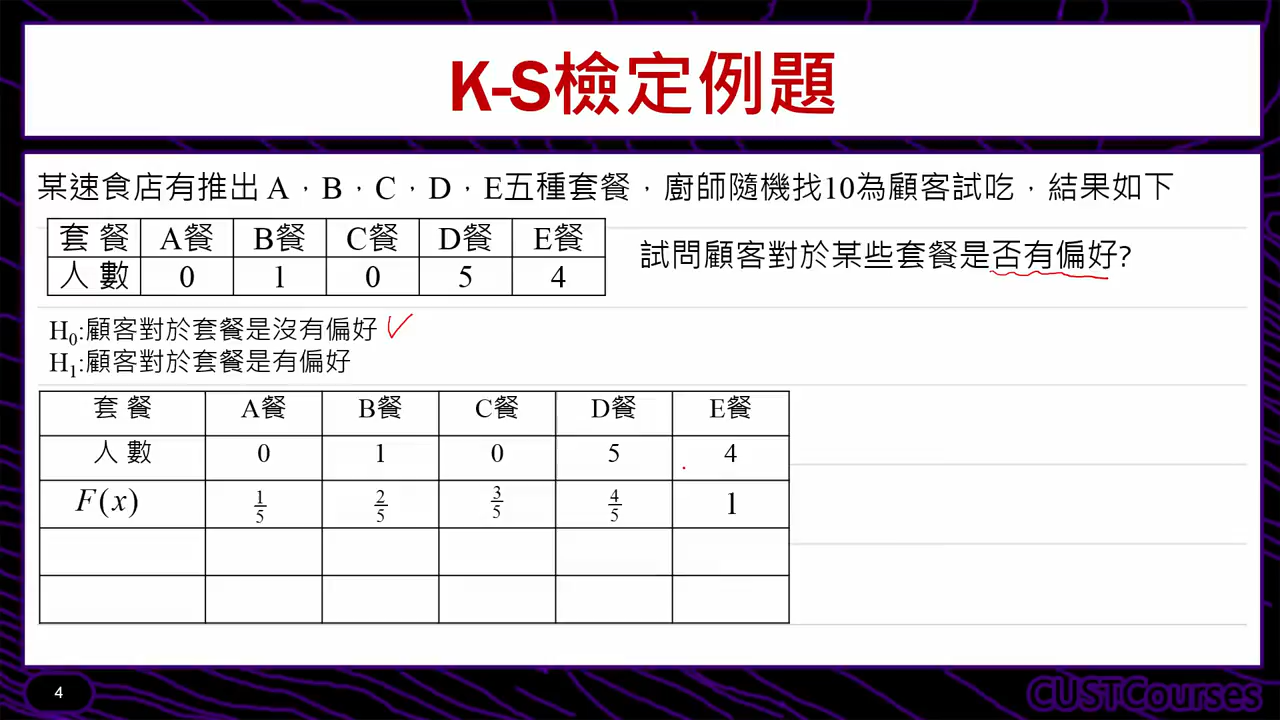 K-S檢定例題
某速食店有推出 A，B，C，D，E五種套餐，廚師隨機找10為顧客試吃，結果如下
套 餐 A餐 B餐 C餐 D餐 E餐
人 數 0 1 0 5 4
試問顧客對於某些套餐是否有偏好?
H0:顧客對於套餐是沒有偏好
H1:顧客對於套餐是有偏好
套 餐 A餐 B餐 C餐 D餐 E餐
人 數 0 1 0 5 4
F(x) 1/5 2/5 3/5 4/5 1
4
CUSTCourses